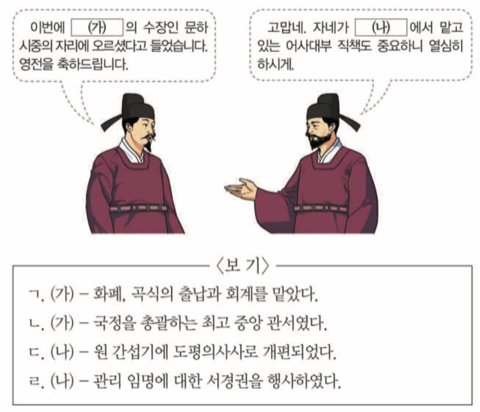 이번에 (가) 의 수장인 문하
시중의 자리에 오르셨다고 들었습니다.
영전을 축하드립니다.
고맙네. 자네가 (나) 에서 맡고
있는 어사대부 직책도 중요하니 열심히
하시게.
<보 기>
ㄱ. (가) – 화폐, 곡식의 출납과 회계를 맡았다.
ㄴ. (가) – 국정을 총괄하는 최고 중앙 관서였다.
ㄷ. (나) – 원 간섭기에 도평의사사로 개편되었다.
ㄹ. (나) – 관리 임명에 대한 서경권을 행사하였다.